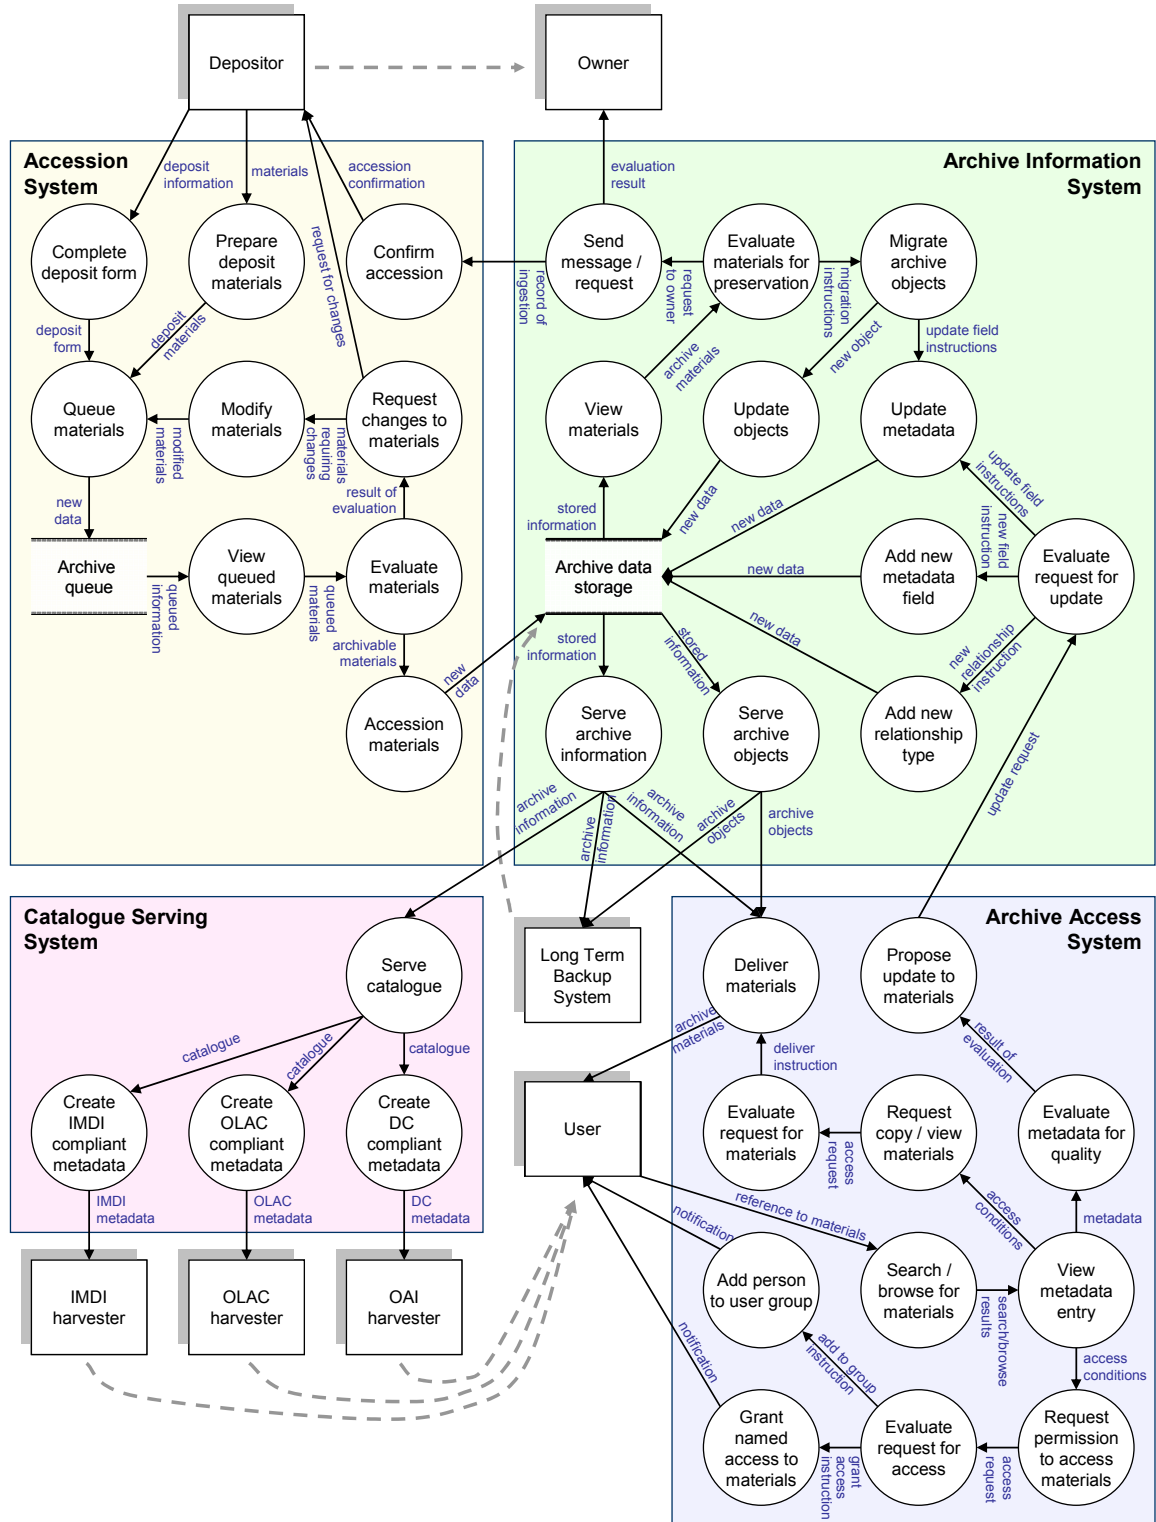 Depositor
Owner
Accession
System
deposit
information
materials
accession
confirmation
evaluation
result
Archive Information
System
Complete
deposit form
Prepare
deposit
materials
request for changes
Confirm
accession
record of
ingestion
Send
message /
request
request
to owner
Evaluate
materials for
preservation
migration
instructions
Migrate
archive
objects
deposit
form
deposit
materials
archive
materials
new object
update field
instructions
Queue
materials
modified
materials
Modify
materials
materials
requiring
changes
Request
changes to
materials
View
materials
Update
objects
Update
metadata
new
data
result of
evaluation
stored
information
new data
new data
update field
instructions
new field
instruction
Archive
queue
queued
information
View
queued
materials
queued
materials
Evaluate
materials
Archive data
storage
new data
Add new
metadata
field
Evaluate
request for
update
archivable
materials
new
data
stored
information
stored
information
new data
new
relationship
instruction
Accession
materials
Serve
archive
information
Serve
archive
objects
Add new
relationship
type
update request
archive
information
archive
information
archive
information
archive
objects
archive
objects
Catalogue Serving
System
Archive Access
System
Serve
catalogue
Long Term
Backup
System
Deliver
materials
Propose
update to
materials
catalogue
catalogue
catalogue
archive
materials
deliver
instruction
result of
evaluation
Create
IMDI
compliant
metadata
Create
OLAC
compliant
metadata
Create
DC
compliant
metadata
User
Evaluate
request for
materials
access
request
Request
copy / view
materials
Evaluate
metadata for
quality
IMDI
metadata
OLAC
metadata
DC
metadata
reference to materials
notification
access
conditions
metadata
IMDI
harvester
OLAC
harvester
OAI
harvester
Add person
to user group
Search /
browse for
materials
search/browse
results
View
metadata
entry
notification
add to group
instruction
access
conditions
Grant
named
access to
materials
grant
access
instruction
Evaluate
request for
access
access
request
Request
permission
to access
materials